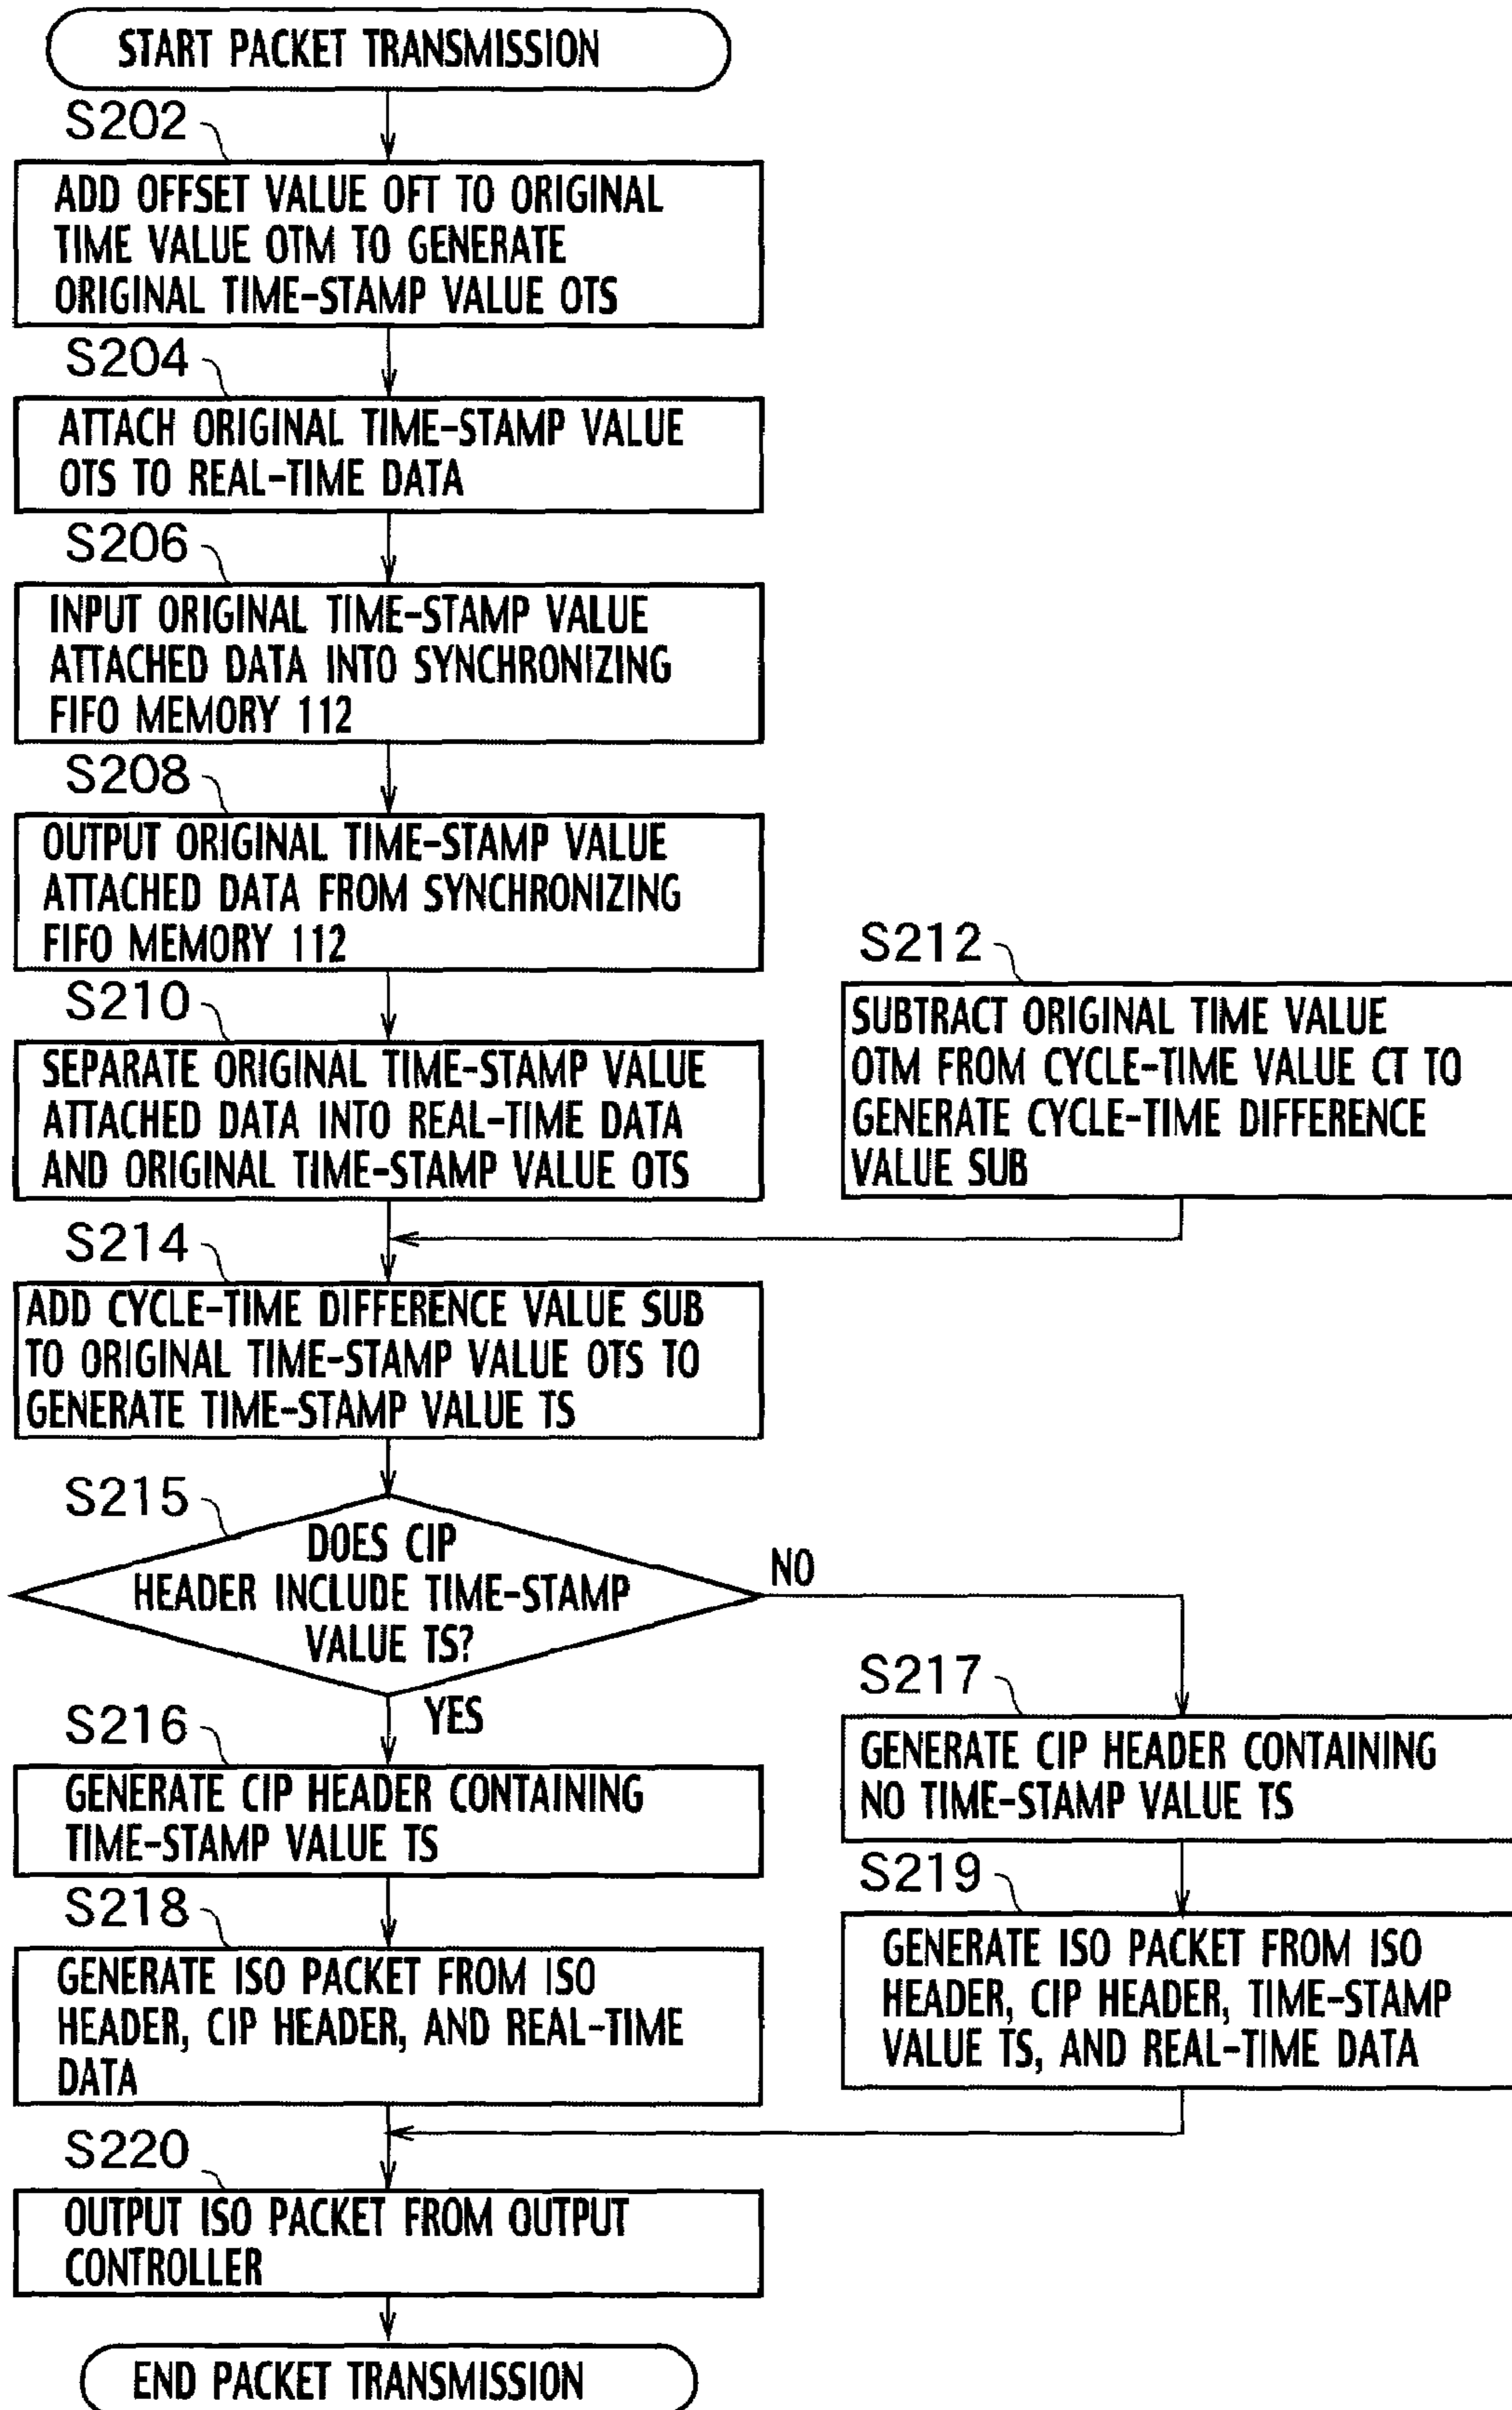 START PACKET TRANSMISSION
S202
ADD OFFSET VALUE OFT TO ORIGINAL
TIME VALUE OTM TO GENERATE
ORIGINAL TIME-STAMP VALUE OTS
S204
ATTACH ORIGINAL TIME-STAMP VALUE
OTS TO REAL-TIME DATA
S206
INPUT ORIGINAL TIME-STAMP VALUE
ATTACHED DATA INTO SYNCHRONIZING
FIFO MEMORY 112
S208
OUTPUT ORIGINAL TIME-STAMP VALUE
ATTACHED DATA FROM SYNCHRONIZING
FIFO MEMORY 112
S210
SEPARATE ORIGINAL TIME-STAMP VALUE
ATTACHED DATA INTO REAL-TIME DATA
AND ORIGINAL TIME-STAMP VALUE OTS
S212
SUBTRACT ORIGINAL TIME VALUE
OTM FROM CYCLE-TIME VALUE CT TO
GENERATE CYCLE-TIME DIFFERENCE
VALUE SUB
S214
ADD CYCLE-TIME DIFFERENCE VALUE SUB
TO ORIGINAL TIME-STAMP VALUE OTS TO
GENERATE TIME-STAMP VALUE TS
S215
DOES CIP
HEADER INCLUDE TIME-STAMP
VALUE TS?
NO
YES
S216
GENERATE CIP HEADER CONTAINING
TIME-STAMP VALUE TS
S217
GENERATE CIP HEADER CONTAINING
NO TIME-STAMP VALUE TS
S218
GENERATE ISO PACKET FROM ISO
HEADER, CIP HEADER, AND REAL-TIME
DATA
S219
GENERATE ISO PACKET FROM ISO
HEADER, CIP HEADER, TIME-STAMP
VALUE TS, AND REAL-TIME DATA
S220
OUTPUT ISO PACKET FROM OUTPUT
CONTROLLER
END PACKET TRANSMISSION